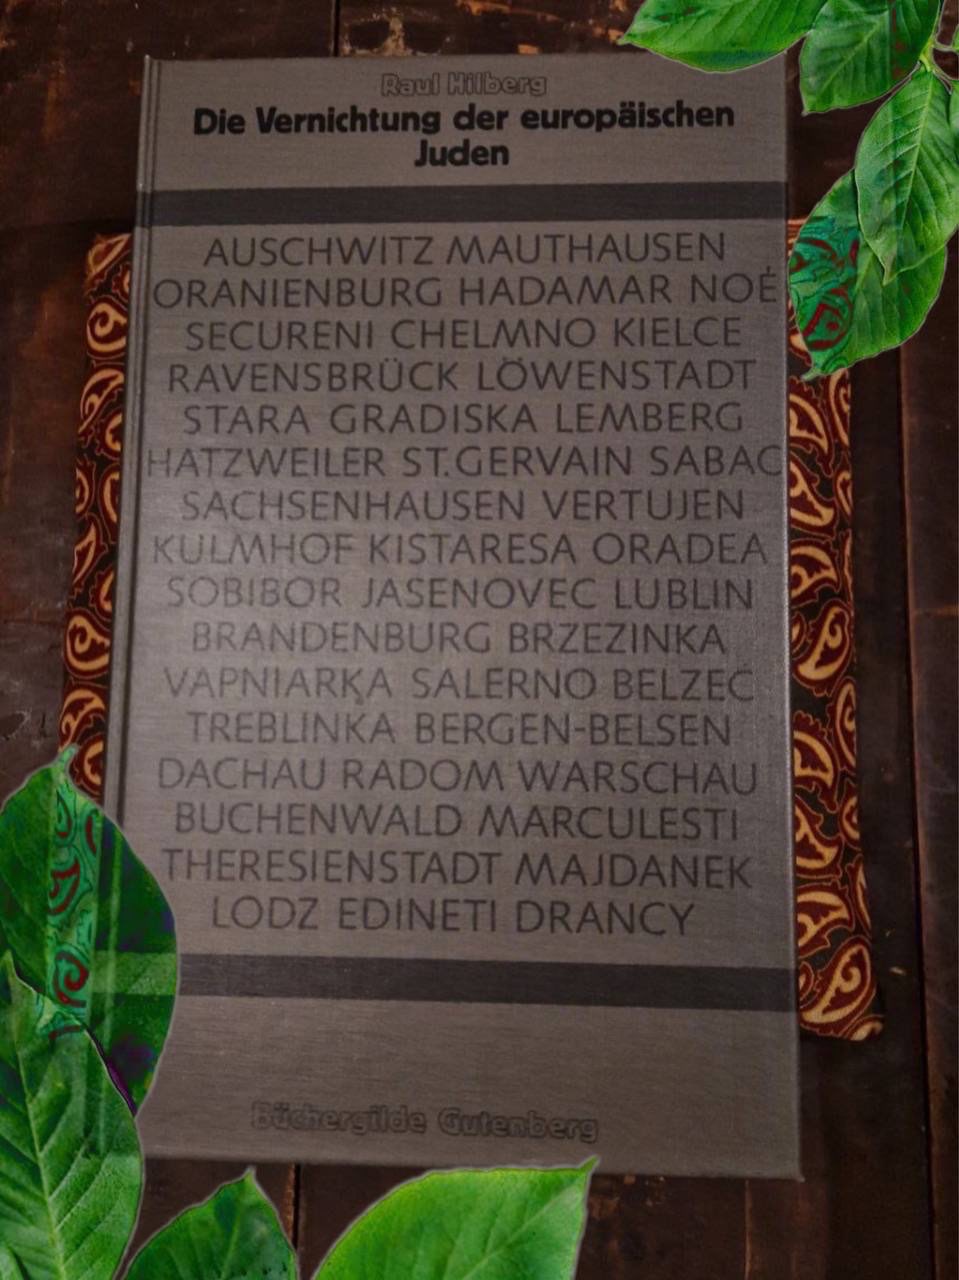 Raul Hilberg
Die Vernichtung der europäischen
Juden
AUSCHWITZ MAUTHAUSEN
ORANIENBURG HADAMAR NOÉ
SECURENI CHELMNO KIELCE
RAVENSBRÜCK LÖWENSTADT
STARA GRADISKA LEMBERG
HATZWEILER ST.GERVAIN SABAC
SACHSENHAUSEN VERTUJEN
KULMHOF KISTARESA ORADEA
SOBIBOR JASENOVEC LUBLIN
BRANDENBURG BRZEZINKA
VAPNIARKA SALERNO BELZEC
TREBLINKA BERGEN-BELSEN
DACHAU RADOM WARSCHAU
BUCHENWALD MARCULESTI
THERESIENSTADT MAJDANEK
LODZ EDINETI DRANCY
Büchergilde Gutenberg